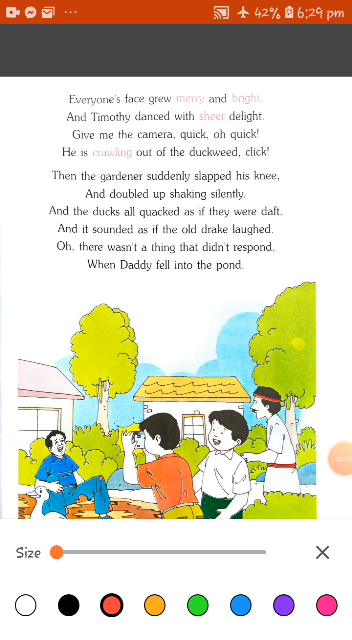 42% 6:29 pm
Everyone's face grew merry and bright,
And Timothy danced with sheer delight.
Give me the camera, quick, oh quick!
He is crawling out of the duckweed, click!
Then the gardener suddenly slapped his knee,
And doubled up shaking silently.
And the ducks all quacked as if they were daft,
And it sounded as if the old drake laughed.
Oh, there wasn't a thing that didn't respond,
When Daddy fell into the pond.
Size